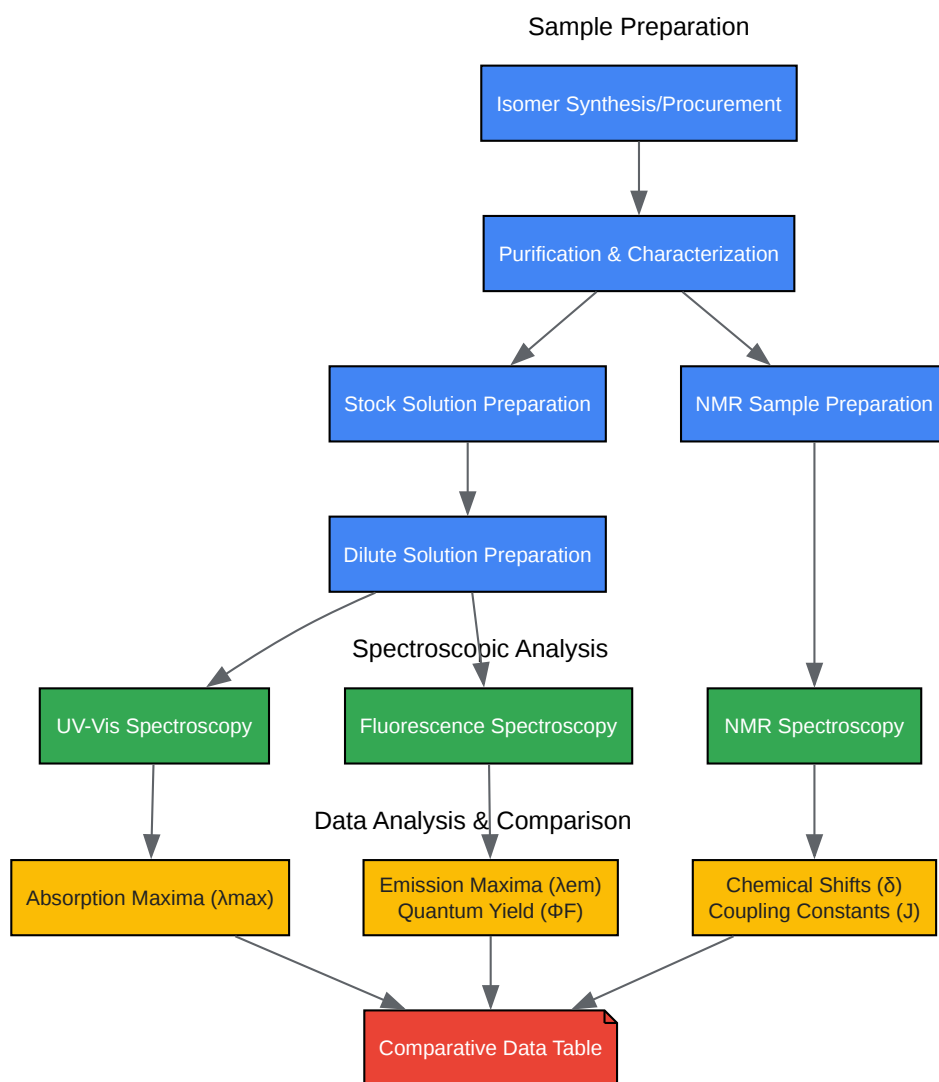 Sample Preparation
Isomer Synthesis/Procurement
Purification & Characterization
Stock Solution Preparation
NMR Sample Preparation
Dilute Solution Preparation
Spectroscopic Analysis
UV-Vis Spectroscopy
Fluorescence Spectroscopy
NMR Spectroscopy
Data Analysis & Comparison
Absorption Maxima (λmax)
Emission Maxima (λem)
Quantum Yield (ΦF)
Chemical Shifts (δ)
Coupling Constants (J)
Comparative Data Table